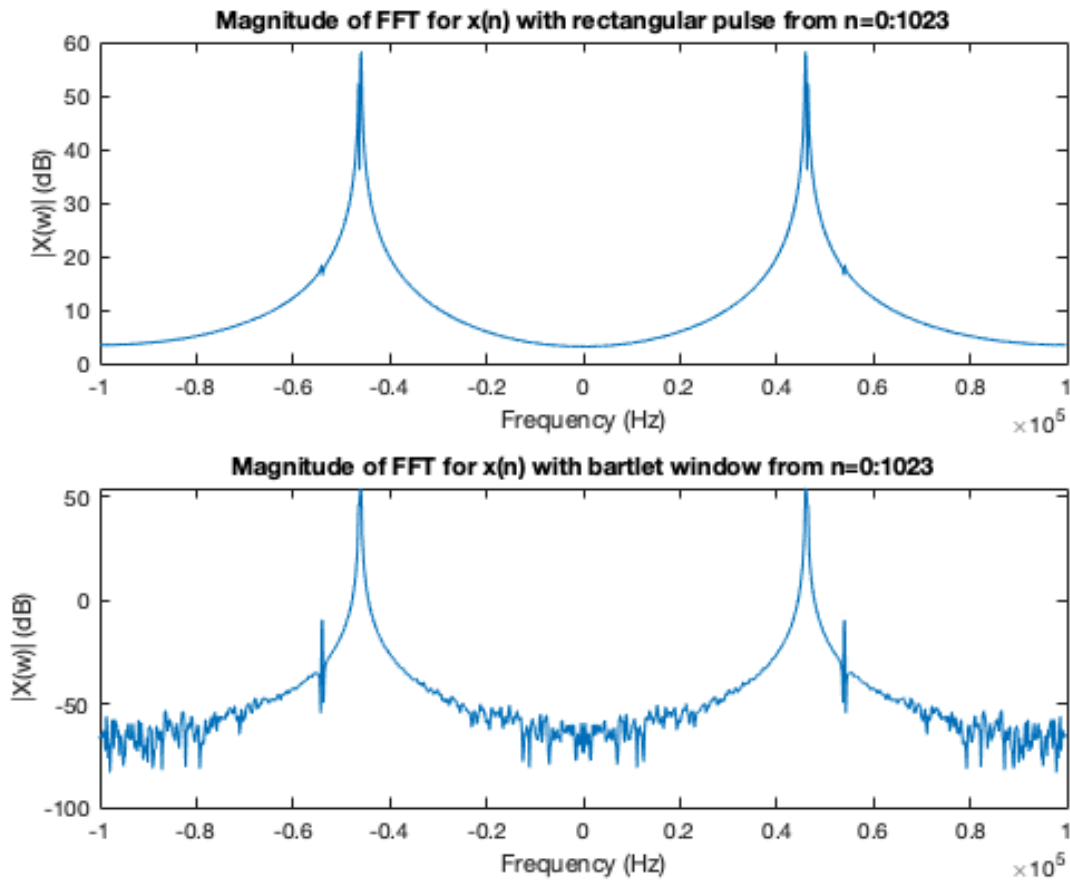 Magnitude of FFT for x(n) with rectangular pulse from n=0:1023
60
50
40
30
20
10
0
|X(w)| (dB)
-1 -0.8 -0.6 -0.4 -0.2 0 0.2 0.4 0.6 0.8 1
Frequency (Hz)
×10^5
Magnitude of FFT for x(n) with bartlet window from n=0:1023
50
0
-50
-100
|X(w)| (dB)
-1 -0.8 -0.6 -0.4 -0.2 0 0.2 0.4 0.6 0.8 1
Frequency (Hz)
×10^5